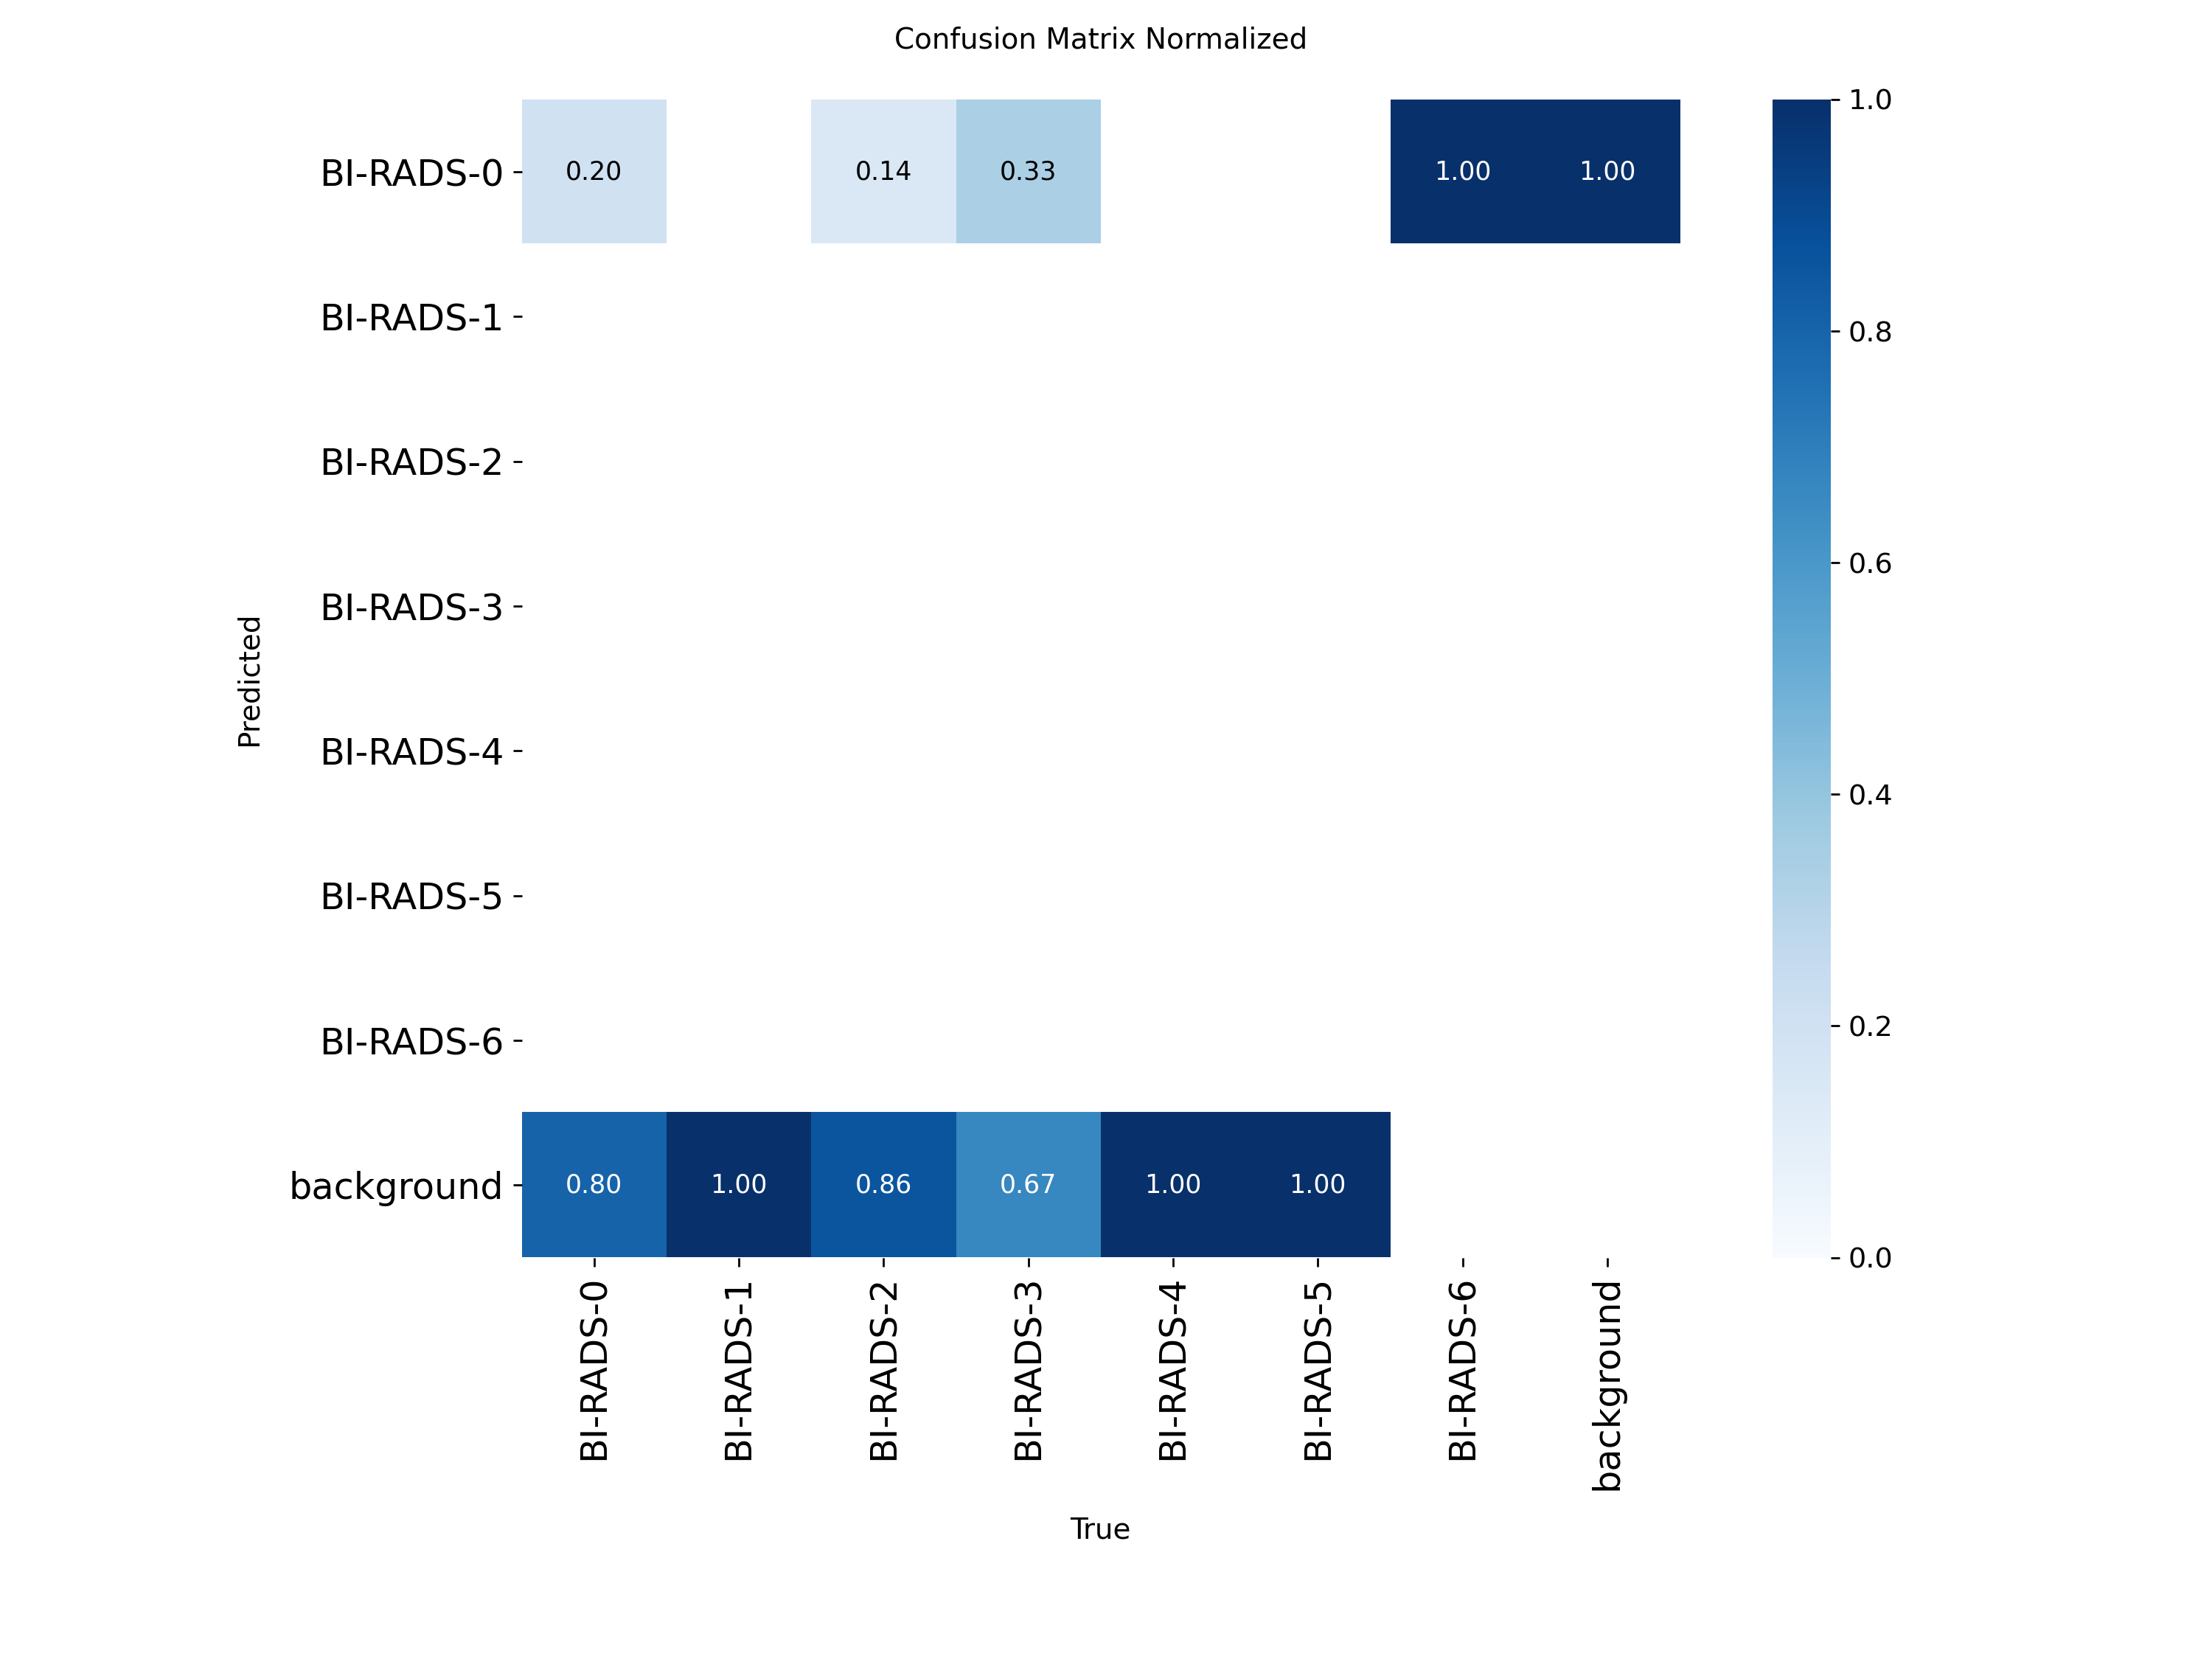 Confusion Matrix Normalized
BI-RADS-0
0.20
0.14
0.33
1.00
1.00
BI-RADS-1
BI-RADS-2
BI-RADS-3
BI-RADS-4
BI-RADS-5
BI-RADS-6
background
0.80
1.00
0.86
0.67
1.00
1.00
Predicted
BI-RADS-0
BI-RADS-1
BI-RADS-2
BI-RADS-3
BI-RADS-4
BI-RADS-5
BI-RADS-6
background
True
1.0
0.8
0.6
0.4
0.2
0.0